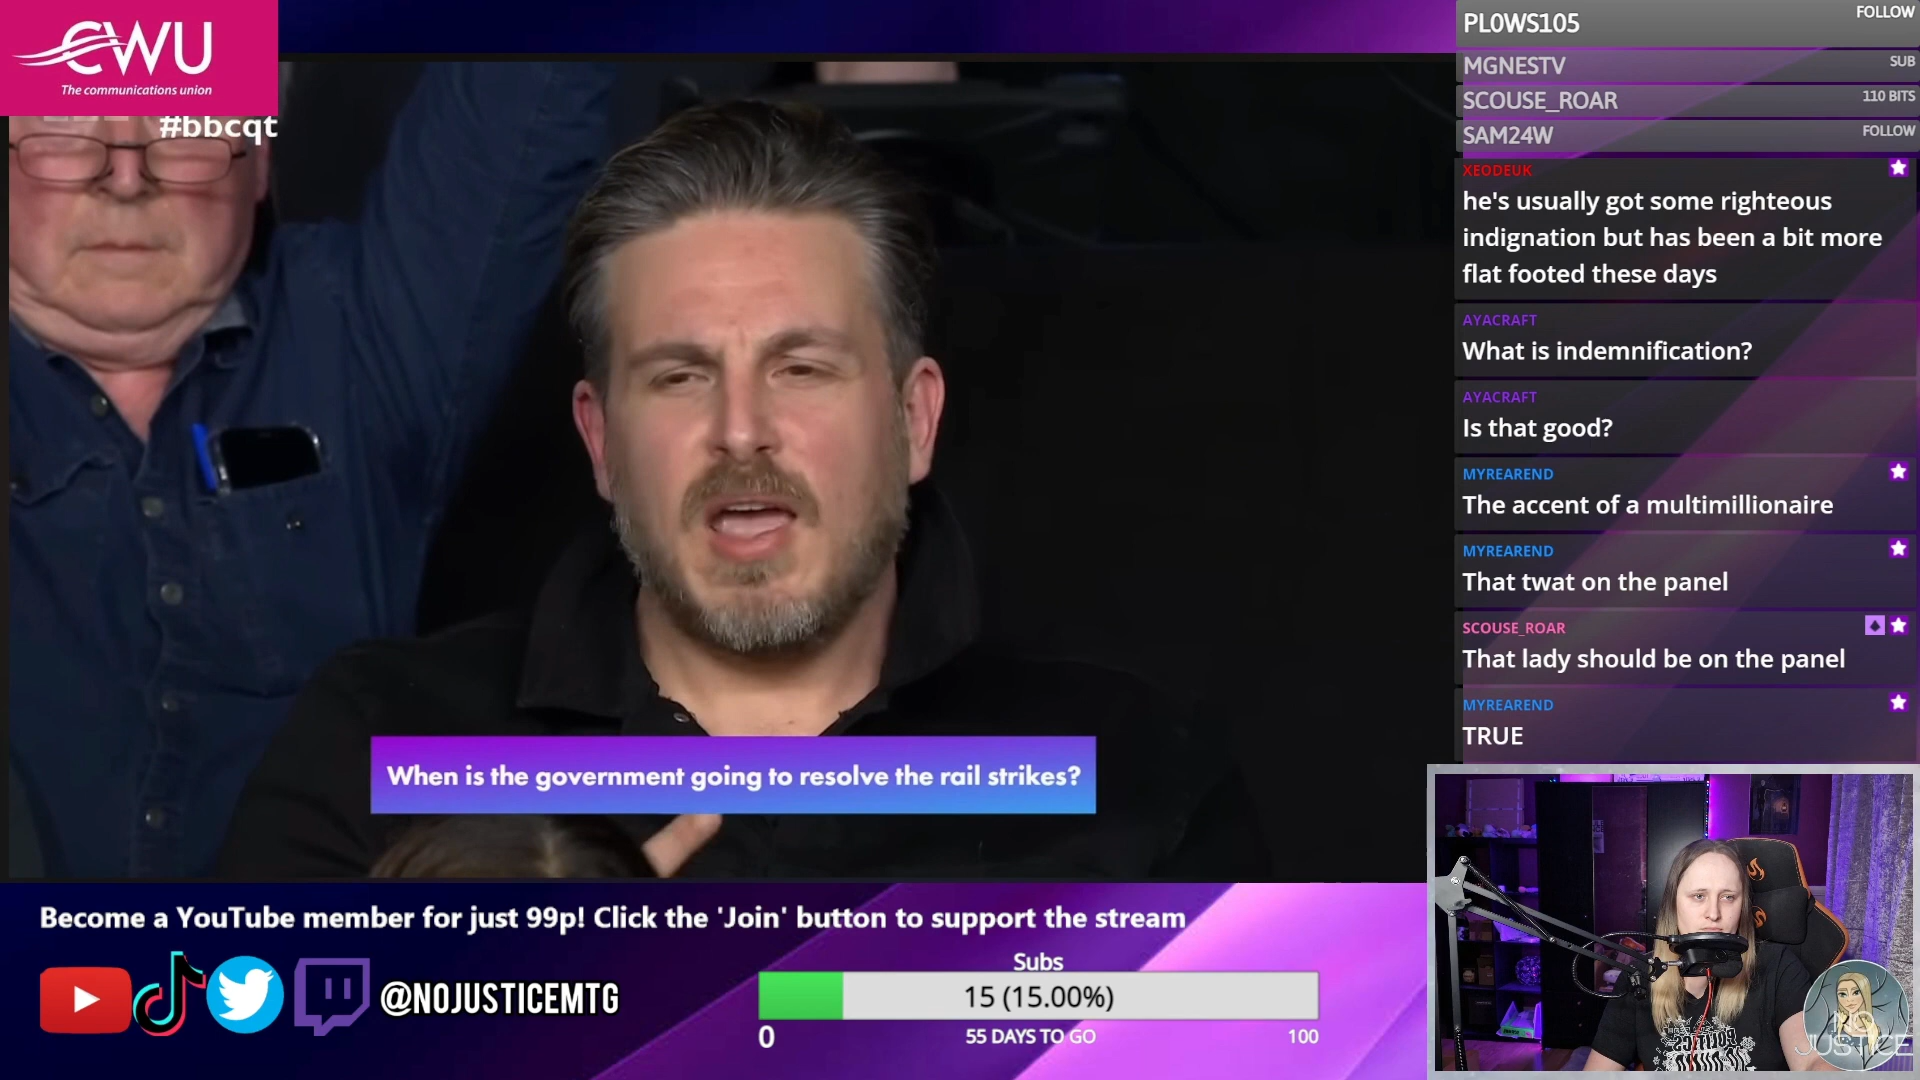 CWU
The communications union
#bbcqt
When is the government going to resolve the rail strikes?
PL0WS105 FOLLOW
MGNESTV SUB
SCOUSE_ROAR 110 BITS
SAM24W FOLLOW
XEODEUK
he's usually got some righteous
indignation but has been a bit more
flat footed these days
AYACRAFT
What is indemnification?
AYACRAFT
Is that good?
MYREAREND
The accent of a multimillionaire
MYREAREND
That twat on the panel
SCOUSE_ROAR
That lady should be on the panel
MYREAREND
TRUE
Become a YouTube member for just 99p! Click the 'Join' button to support the stream
@NOJUSTICEMTG
Subs
15 (15.00%)
0 55 DAYS TO GO 100
NO
JUSTICE